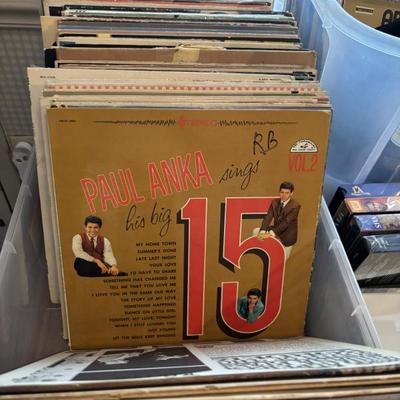 STEREO
RB
VOL.2
PAUL ANKA sings
his big 15
MY HOME TOWN
SUMMER'S GONE
LATE LAST NIGHT
YOUR LOVE
I'D HAVE TO SHARE
SOMETHING HAS CHANGED ME
TELL ME THAT YOU LOVE ME
I LOVE YOU IN THE SAME OLD WAY
THE STORY OF MY LOVE
SOMETHING HAPPENED
DANCE ON LITTLE GIRL
TONIGHT, MY LOVE, TONIGHT
WHEN I STOP LOVING YOU
JUST YOUNG
LET THE BELLS KEEP RINGING